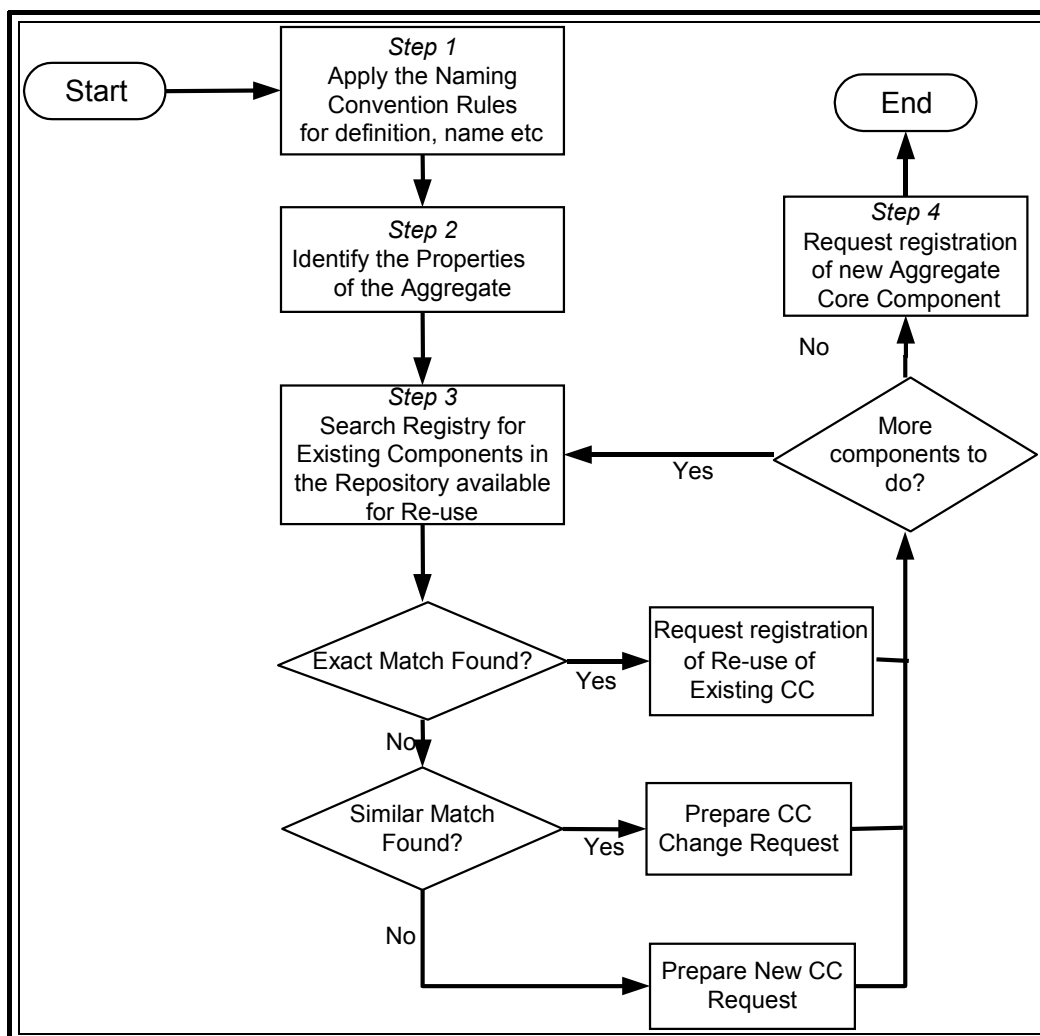 Start
Step 1
Apply the Naming
Convention Rules
for definition, name etc
Step 2
Identify the Properties
of the Aggregate
Step 3
Search Registry for
Existing Components in
the Repository available
for Re-use
Exact Match Found?
Yes
Request registration
of Re-use of
Existing CC
No
Similar Match
Found?
Yes
Prepare CC
Change Request
No
Prepare New CC
Request
More
components to
do?
Yes
No
Step 4
Request registration
of new Aggregate
Core Component
End